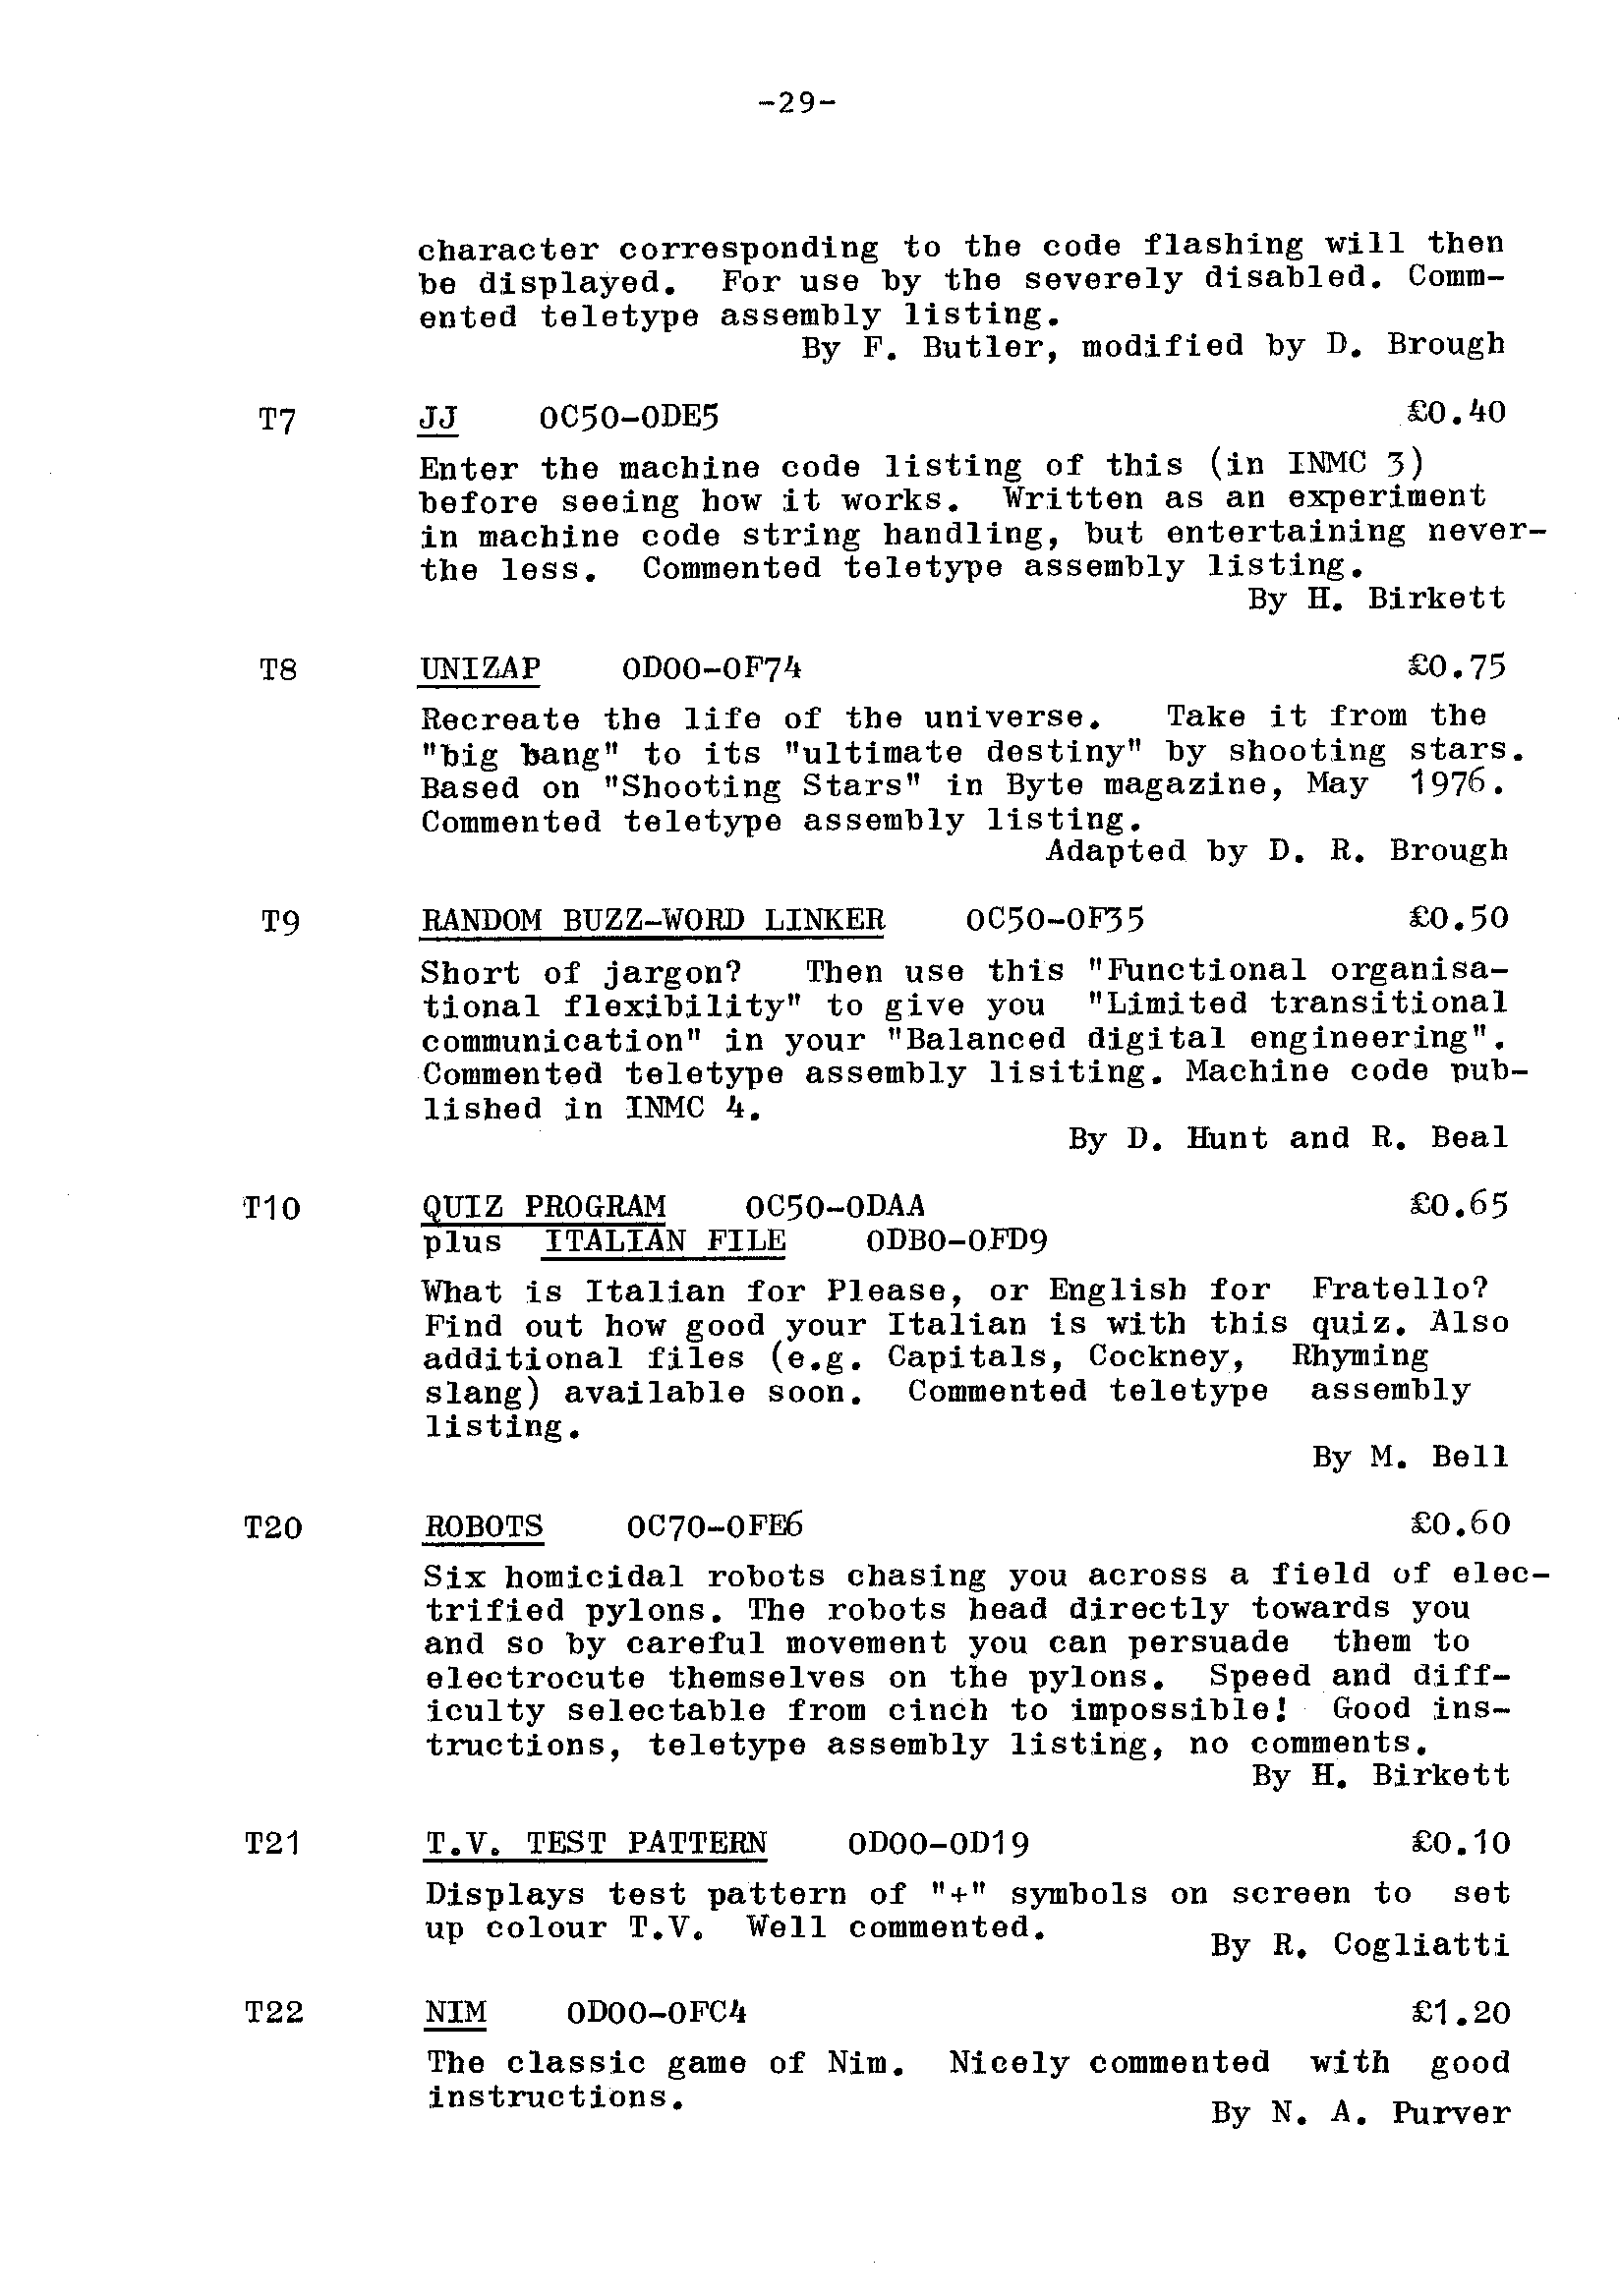 -29-
character corresponding to the code flashing will then
be displayed.  For use by the severely disabled. Comm-
ented teletype assembly listing.
By F. Butler, modified by D. Brough
T7 JJ 0C50-0DE5 £0.40
Enter the machine code listing of this (in INMC 3)
before seeing how it works.  Written as an experiment
in machine code string handling, but entertaining never-
the less.  Commented teletype assembly listing.
By H. Birkett
T8 UNIZAP 0D00-0F74 £0.75
Recreate the life of the universe.  Take it from the
"big bang" to its "ultimate destiny" by shooting stars.
Based on "Shooting Stars" in Byte magazine, May 1976.
Commented teletype assembly listing.
Adapted by D. R. Brough
T9 RANDOM BUZZ-WORD LINKER 0C50-0F35 £0.50
Short of jargon?  Then use this "Functional organisa-
tional flexibility" to give you "Limited transitional
communication" in your "Balanced digital engineering".
Commented teletype assembly lisiting. Machine code pub-
lished in INMC 4.
By D. Hunt and R. Beal
T10 QUIZ PROGRAM 0C50-0DAA £0.65
plus ITALIAN FILE 0DB0-0FD9
What is Italian for Please, or English for Fratello?
Find out how good your Italian is with this quiz. Also
additional files (e.g. Capitals, Cockney, Rhyming
slang) available soon.  Commented teletype assembly
listing.
By M. Bell
T20 ROBOTS 0C70-0FE6 £0.60
Six homicidal robots chasing you across a field of elec-
trified pylons. The robots head directly towards you
and so by careful movement you can persuade them to
electrocute themselves on the pylons.  Speed and diff-
iculty selectable from cinch to impossible!  Good ins-
tructions, teletype assembly listing, no comments.
By H. Birkett
T21 T.V. TEST PATTERN 0D00-0D19 £0.10
Displays test pattern of "+" symbols on screen to set
up colour T.V.  Well commented.
By R. Cogliatti
T22 NIM 0D00-0FC4 £1.20
The classic game of Nim.  Nicely commented with good
instructions.
By N. A. Purver